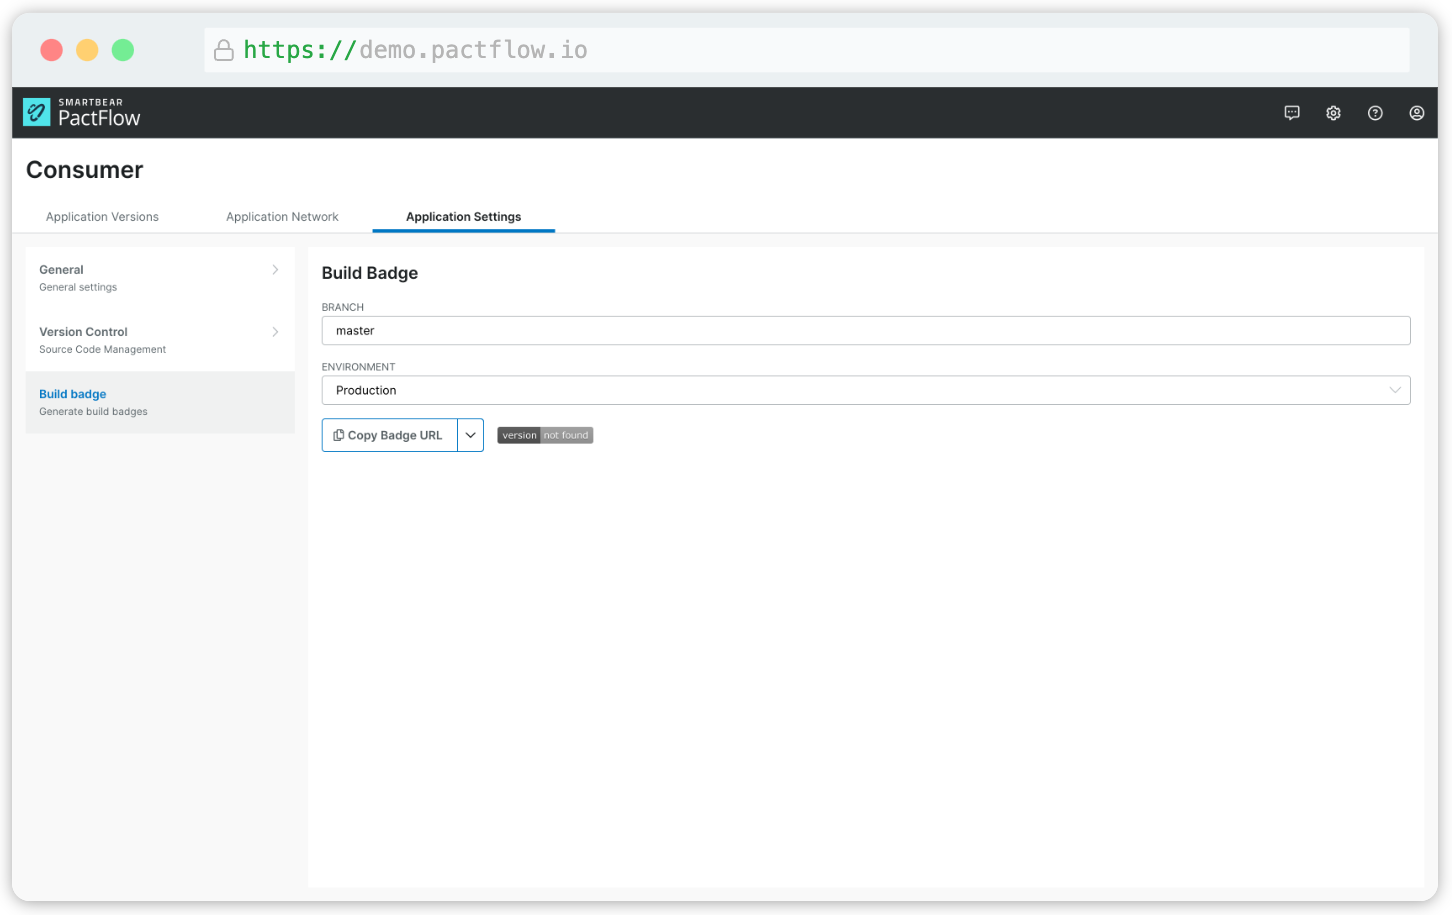 https://demo.pactflow.io
SMARTBEAR
PactFlow
Consumer
Application Versions
Application Network
Application Settings
General
General settings
Version Control
Source Code Management
Build badge
Generate build badges
Build Badge
BRANCH
master
ENVIRONMENT
Production
Copy Badge URL
version not found